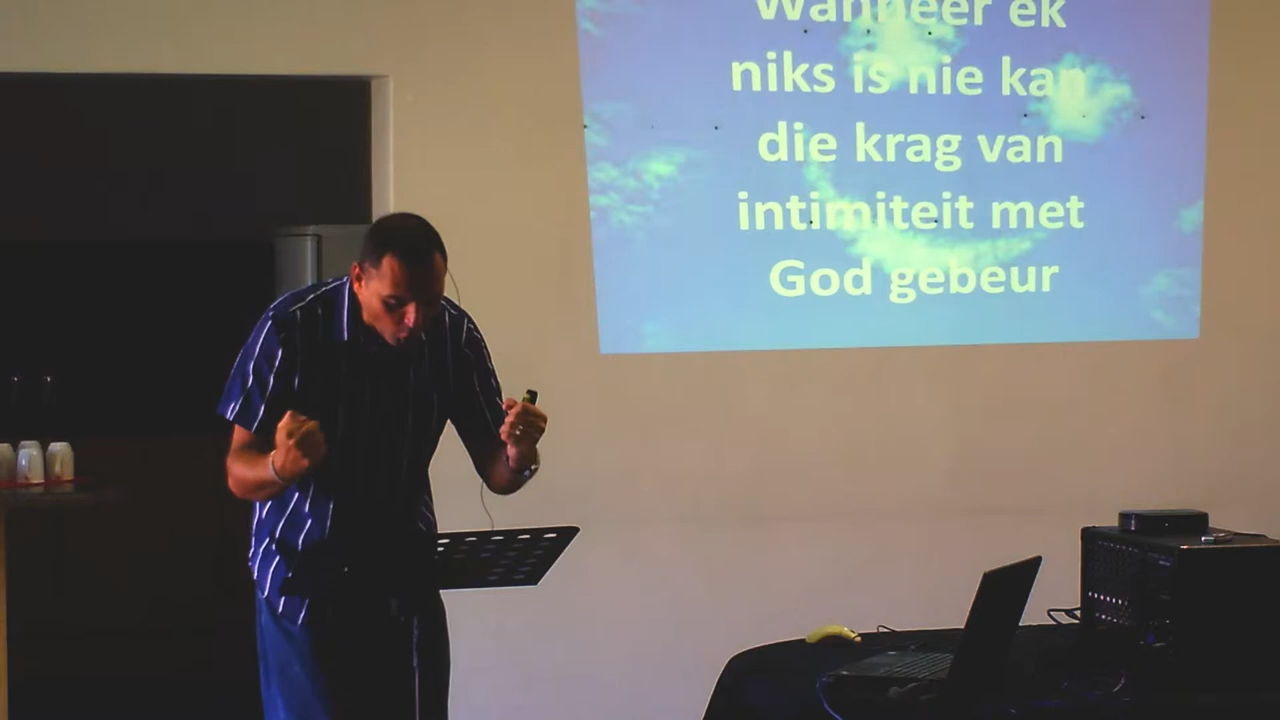 Wanneer ek
niks is nie kan
die krag van
intimiteit met
God gebeur